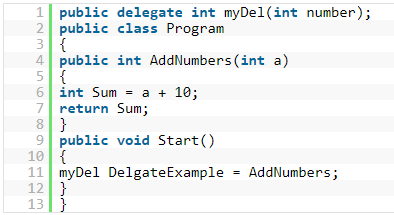 1 public delegate int myDel(int number);
2 public class Program
3 {
4 public int AddNumbers(int a)
5 {
6 int Sum = a + 10;
7 return Sum;
8 }
9 public void Start()
10 {
11 myDel DelgateExample = AddNumbers;
12 }
13 }